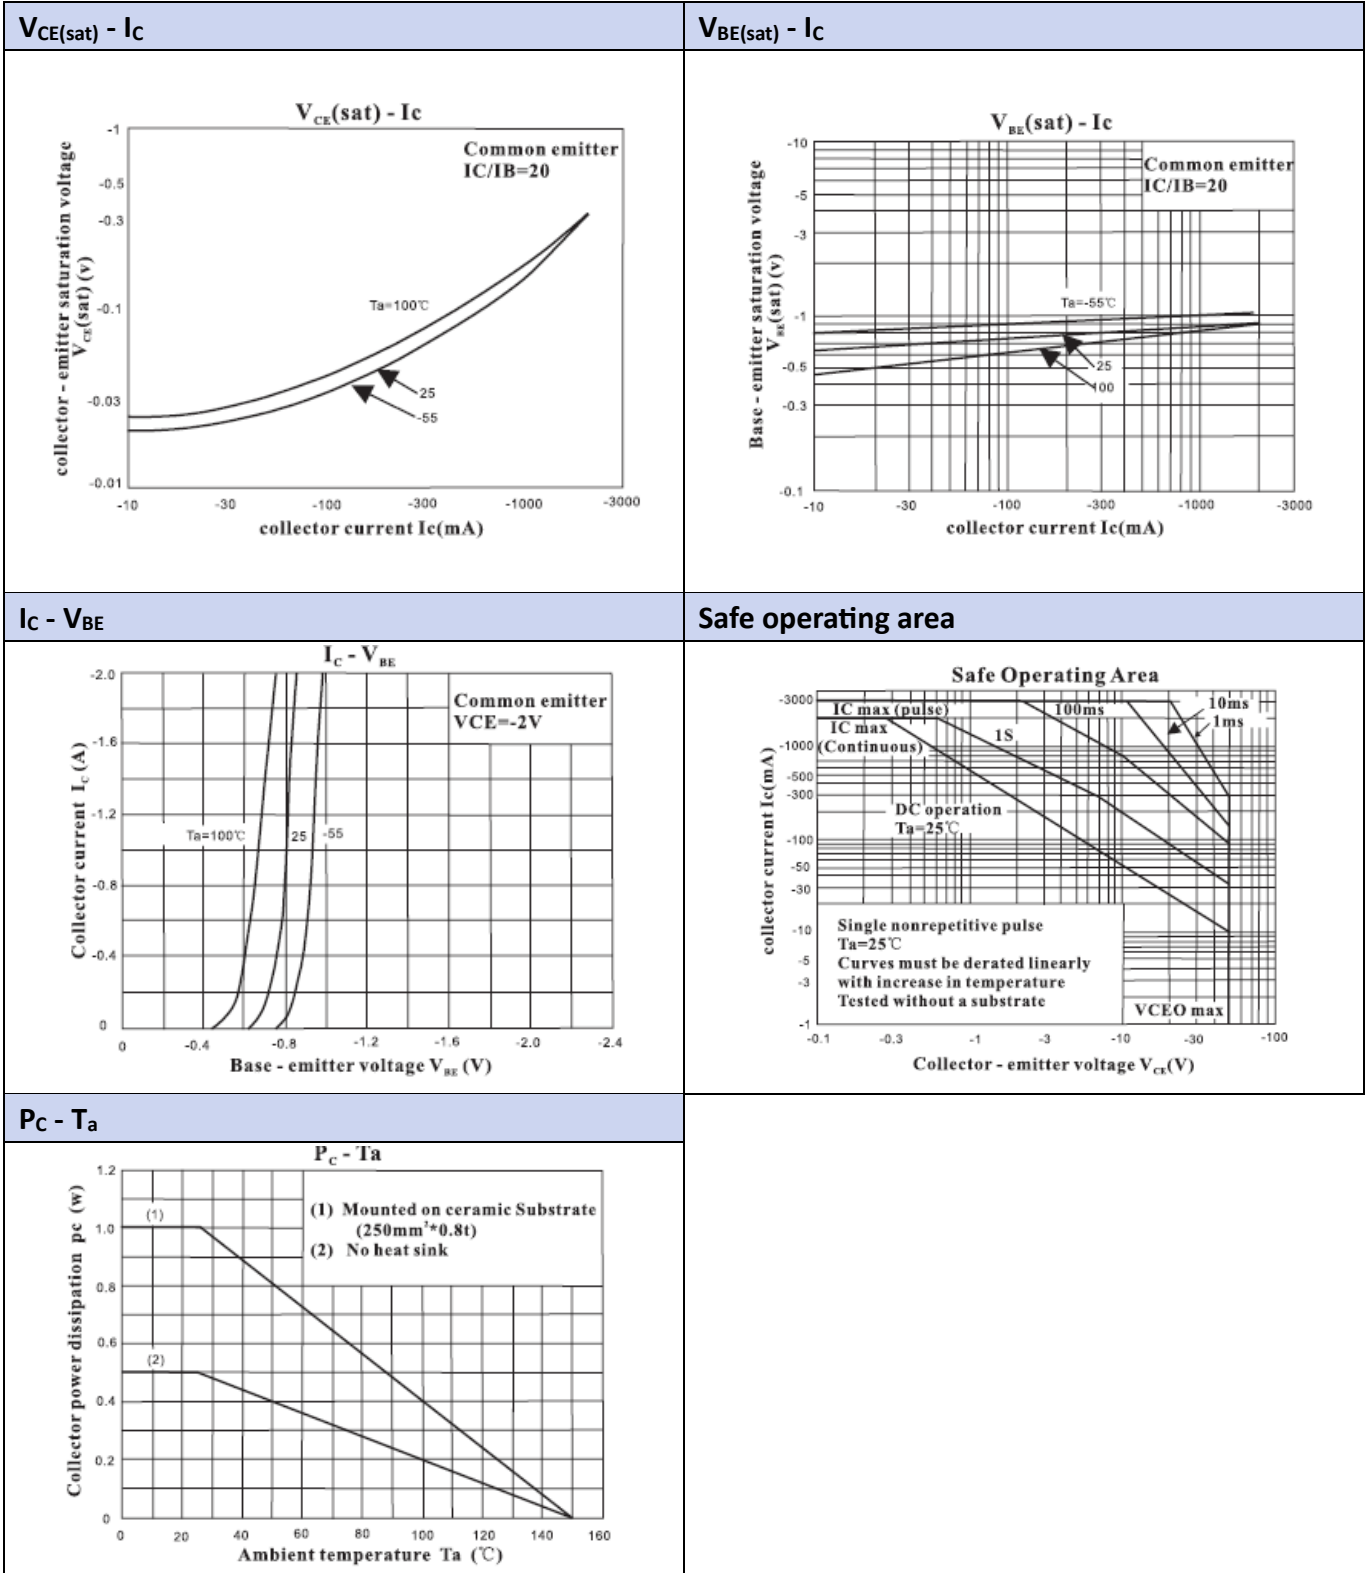 VCE(sat) - IC
VCE(sat) - Ic
Common emitter
IC/IB=20
collector - emitter saturation voltage
VCE(sat) (v)
-1
-0.5
-0.3
-0.1
-0.03
-0.01
Ta=100℃
25
-55
-10
-30
-100
-300
-1000
-3000
collector current Ic(mA)
VBE(sat) - IC
VBE(sat) - Ic
Common emitter
IC/IB=20
Base - emitter saturation voltage
VBE(sat) (v)
-10
-5
-3
-1
-0.5
-0.3
-0.1
Ta=-55℃
25
100
-10
-30
-100
-300
-1000
-3000
collector current Ic(mA)
IC - VBE
IC - VBE
Common emitter
VCE=-2V
Collector current IC (A)
-2.0
-1.6
-1.2
-0.8
-0.4
0
Ta=100℃
25
-55
0
-0.4
-0.8
-1.2
-1.6
-2.0
-2.4
Base - emitter voltage VBE (V)
Safe operating area
Safe Operating Area
collector current Ic(mA)
-3000
-1000
-500
-300
-100
-50
-30
-10
-5
-3
-1
IC max (pulse)
IC max
(Continuous)
1S
100ms
10ms
1ms
DC operation
Ta=25℃
Single nonrepetitive pulse
Ta=25℃
Curves must be derated linearly
with increase in temperature
Tested without a substrate
VCEO max
-0.1
-0.3
-1
-3
-10
-30
-100
Collector - emitter voltage VCE(V)
PC - Ta
PC - Ta
Collector power dissipation pc (w)
1.2
1.0
0.8
0.6
0.4
0.2
0
(1)
(2)
(1) Mounted on ceramic Substrate
(250mm²*0.8t)
(2) No heat sink
0
20
40
60
80
100
120
140
160
Ambient temperature Ta (℃)